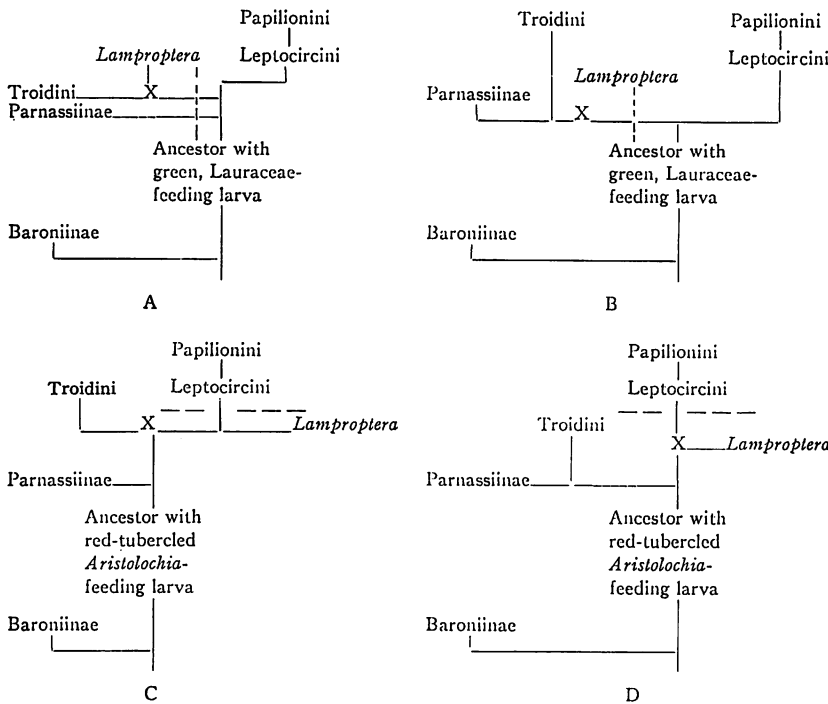 Papilionini
Lamproptera
Leptocircini
Troidini
X
Parnassiinae
Ancestor with
green, Lauraceae-
feeding larva
Baroniinae
A
Troidini
Papilionini
Leptocircini
Lamproptera
Parnassiinae
X
Ancestor with
green, Lauraceae-
feeding larva
Baroniinae
B
Papilionini
Troidini
Leptocircini
X
Lamproptera
Parnassiinae
Ancestor with
red-tubercled
Aristolochia-
feeding larva
Baroniinae
C
Papilionini
Leptocircini
Troidini
X
Lamproptera
Parnassiinae
Ancestor with
red-tubercled
Aristolochia-
feeding larva
Baroniinae
D